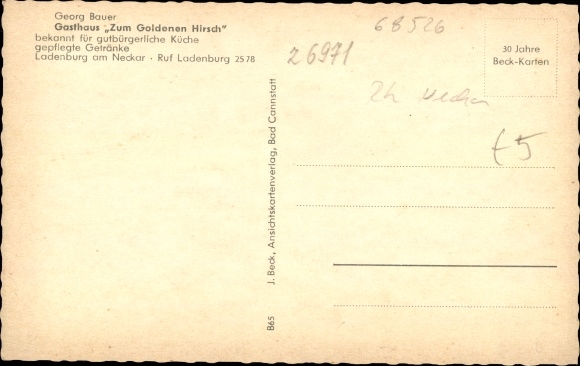 Georg Bauer
Gasthaus „Zum Goldenen Hirsch"
bekannt für gutbürgerliche Küche
gepflegte Getränke
Ladenburg am Neckar · Ruf Ladenburg 2578
68526
26971
30 Jahre
Beck-Karten
B65 J. Beck, Ansichtskartenverlag, Bad Cannstatt